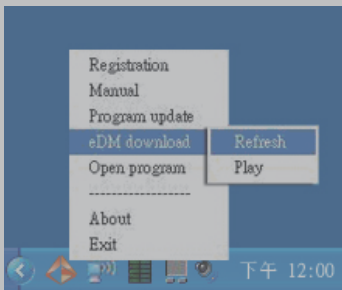 Registration
Manual
Program update
eDM download
Refresh
Open program
Play
-------------------
About
Exit
下午 12:00